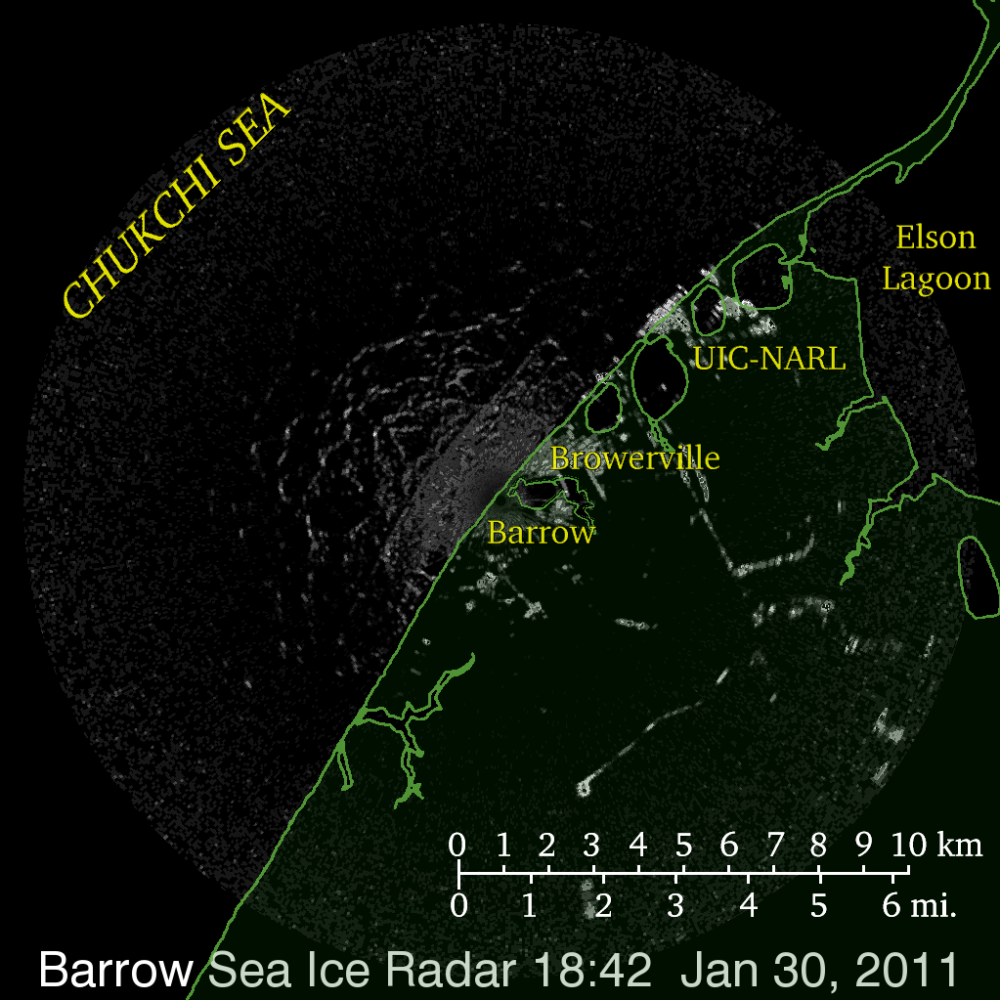 CHUKCHI SEA
Elson
Lagoon
UIC-NARL
Browerville
Barrow
0 1 2 3 4 5 6 7 8 9 10 km
0 1 2 3 4 5 6 mi.
Barrow Sea Ice Radar 18:42 Jan 30, 2011